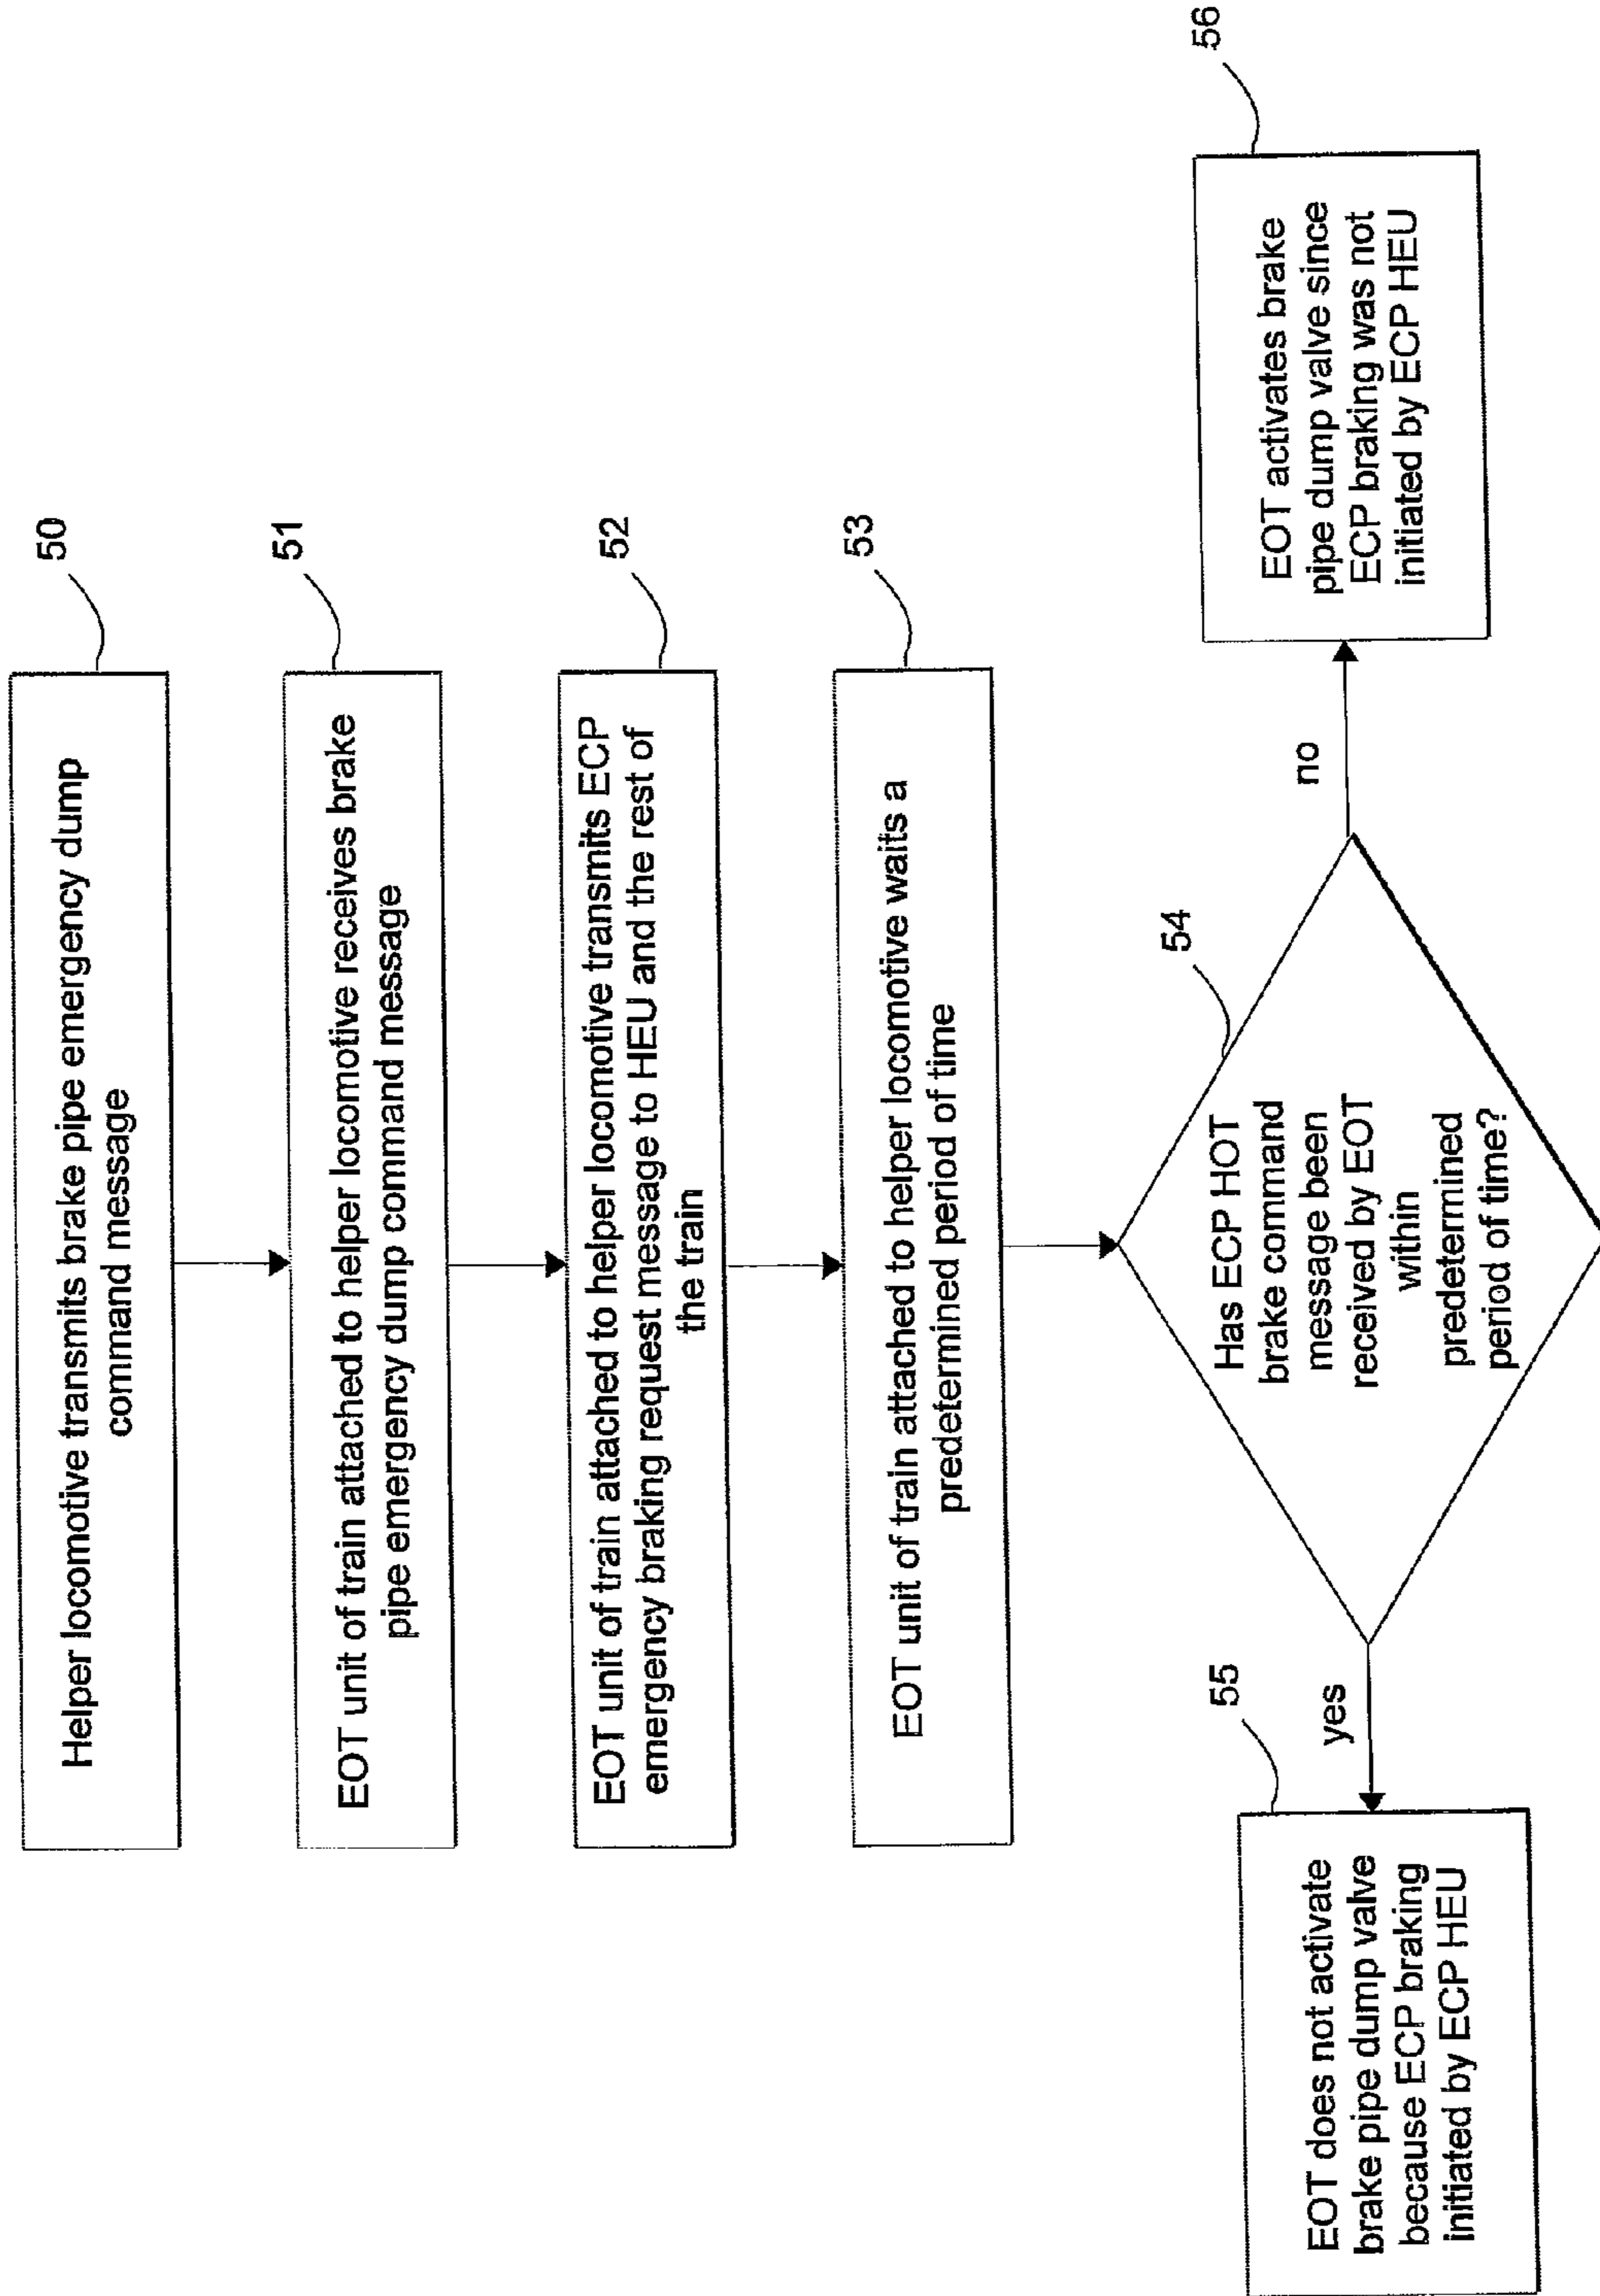 50
Helper locomotive transmits brake pipe emergency dump
command message
51
EOT unit of train attached to helper locomotive receives brake
pipe emergency dump command message
52
EOT unit of train attached to helper locomotive transmits ECP
emergency braking request message to HEU and the rest of
the train
53
EOT unit of train attached to helper locomotive waits a
predetermined period of time
54
Has ECP HOT
brake command
message been
received by EOT
within
predetermined
period of time?
yes
no
55
EOT does not activate
brake pipe dump valve
because ECP braking
initiated by ECP HEU
56
EOT activates brake
pipe dump valve since
ECP braking was not
initiated by ECP HEU